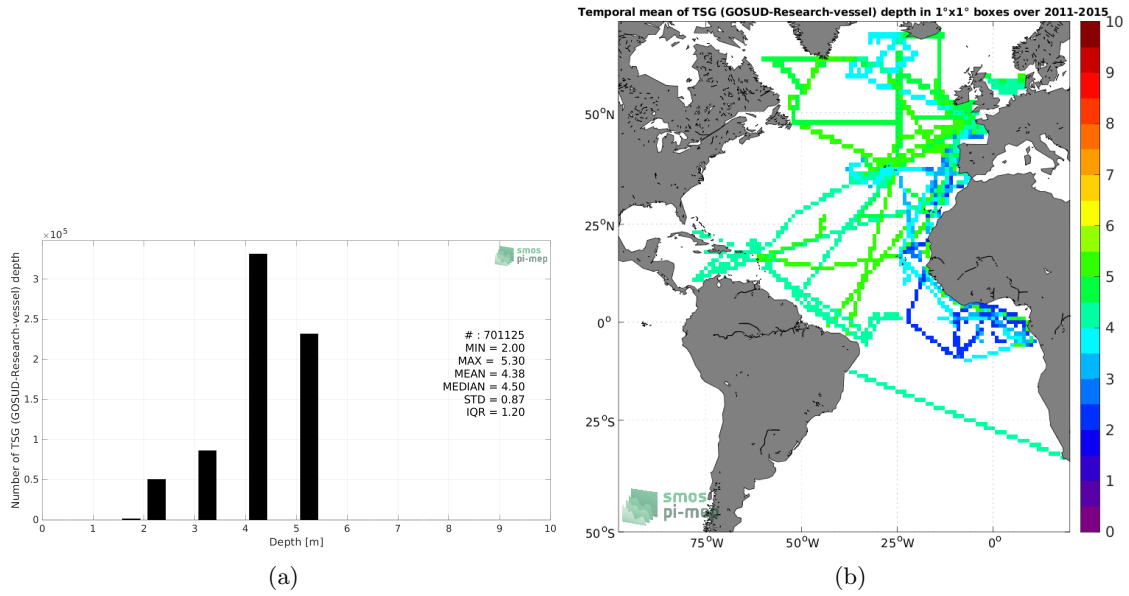 ×10⁵
3
2.5
2
1.5
1
0.5
0
Number of TSG (GOSUD-Research-vessel) depth
smos
pi-mep
# : 701125
MIN = 2.00
MAX = 5.30
MEAN = 4.38
MEDIAN = 4.50
STD = 0.87
IQR = 1.20
0 1 2 3 4 5 6 7 8 9 10
Depth [m]
(a)
Temporal mean of TSG (GOSUD-Research-vessel) depth in 1°x1° boxes over 2011-2015
50°N
25°N
0°
25°S
50°S
75°W 50°W 25°W 0°
smos
pi-mep
10
9
8
7
6
5
4
3
2
1
0
(b)